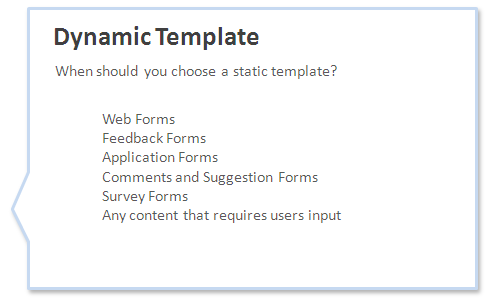 Dynamic Template
When should you choose a static template?
Web Forms
Feedback Forms
Application Forms
Comments and Suggestion Forms
Survey Forms
Any content that requires users input